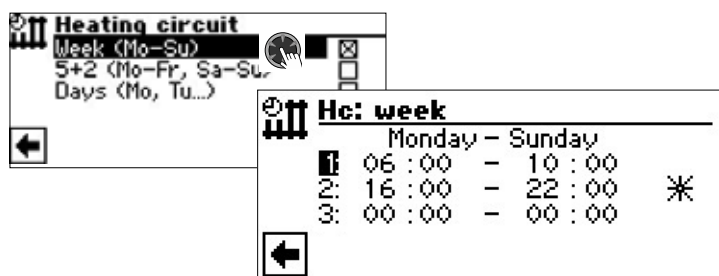 Heating circuit
Week (Mo-Su)
5+2 (Mo-Fr, Sa-Su)
Days (Mo, Tu...)
Hc: week
Monday - Sunday
1: 06:00 - 10:00
2: 16:00 - 22:00
3: 00:00 - 00:00